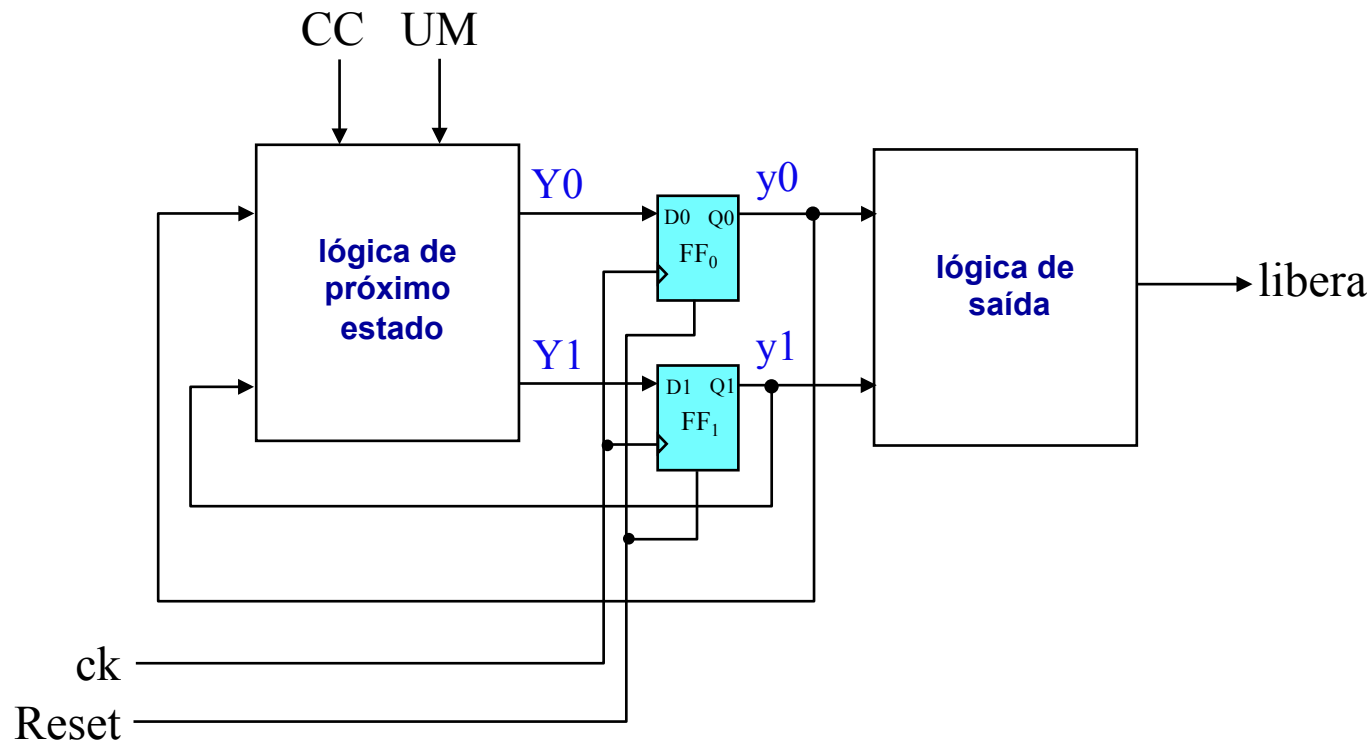 CC UM
Y0
y0
D0 Q0
FF0
lógica de
próximo
estado
lógica de
saída
libera
Y1
y1
D1 Q1
FF1
ck
Reset